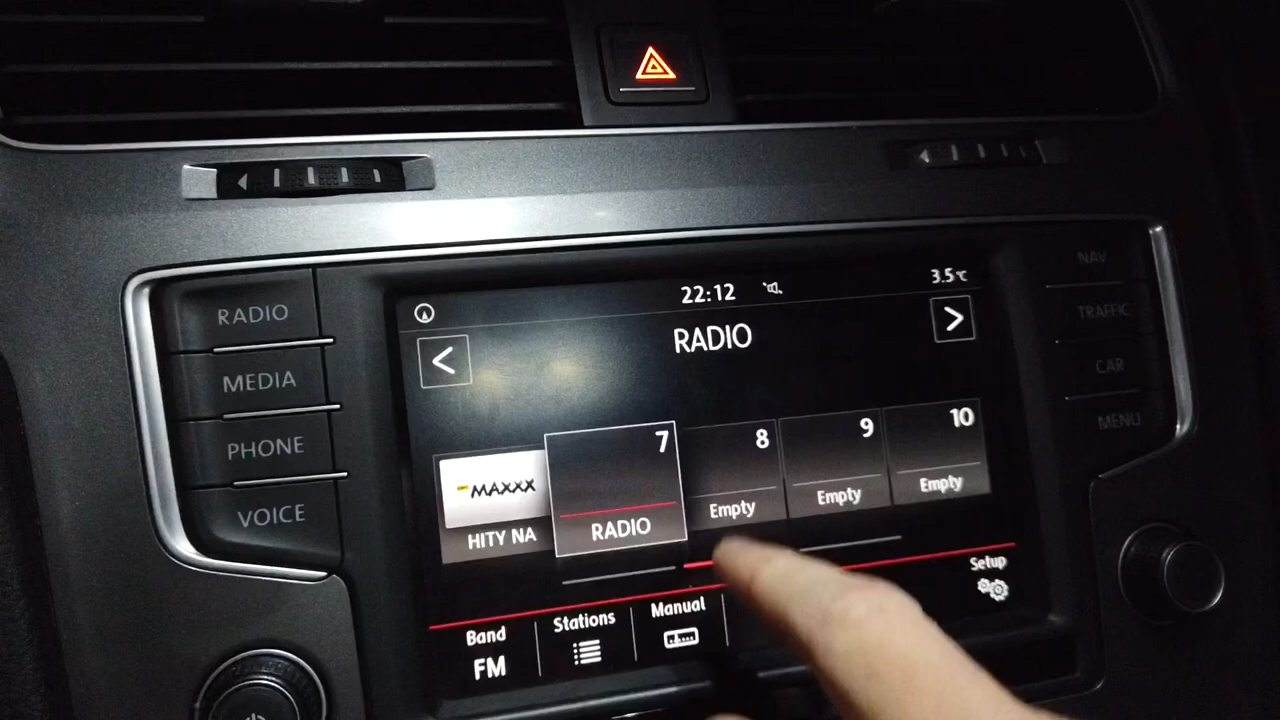 RADIO
MEDIA
PHONE
VOICE
22:12
3.5°C
<
RADIO
>
MAXXX
HITY NA
7
RADIO
8
Empty
9
Empty
10
Empty
Band
FM
Stations
Manual
Setup
NAV
TRAFFIC
CAR
MENU